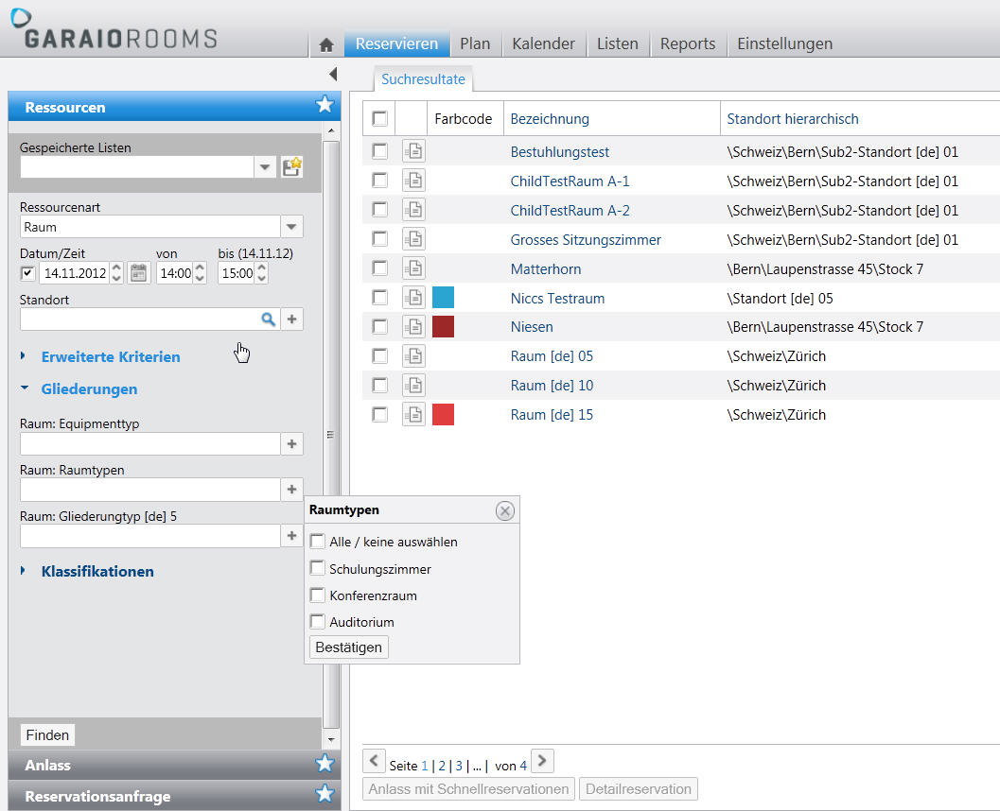 GARAIOROOMS
Reservieren Plan Kalender Listen Reports Einstellungen
Ressourcen
Gespeicherte Listen
Ressourcenart
Raum
Datum/Zeit von bis (14.11.12)
14.11.2012 14:00 15:00
Standort
Erweiterte Kriterien
Gliederungen
Raum: Equipmenttyp
Raum: Raumtypen
Raum: Gliederungtyp [de] 5
Klassifikationen
Finden
Anlass
Reservationsanfrage
Raumtypen
Alle / keine auswählen
Schulungszimmer
Konferenzraum
Auditorium
Bestätigen
Suchresultate
Farbcode Bezeichnung Standort hierarchisch
Bestuhlungstest \Schweiz\Bern\Sub2-Standort [de] 01
ChildTestRaum A-1 \Schweiz\Bern\Sub2-Standort [de] 01
ChildTestRaum A-2 \Schweiz\Bern\Sub2-Standort [de] 01
Grosses Sitzungszimmer \Schweiz\Bern\Sub2-Standort [de] 01
Matterhorn \Bern\Laupenstrasse 45\Stock 7
Niccs Testraum \Standort [de] 05
Niesen \Bern\Laupenstrasse 45\Stock 7
Raum [de] 05 \Schweiz\Zürich
Raum [de] 10 \Schweiz\Zürich
Raum [de] 15 \Schweiz\Zürich
Seite 1 | 2 | 3 | ... | von 4
Anlass mit Schnellreservationen Detailreservation